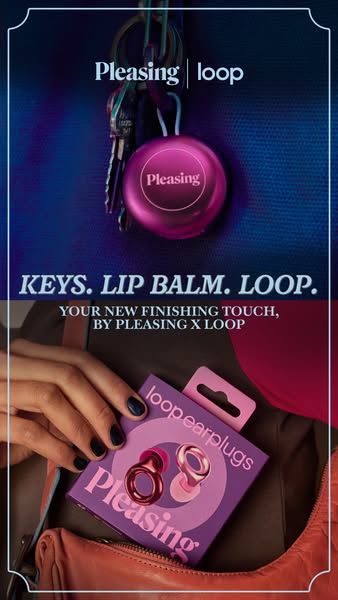 Pleasing | loop
Pleasing
KEYS. LIP BALM. LOOP.
YOUR NEW FINISHING TOUCH,
BY PLEASING X LOOP
loop earplugs
Pleasing